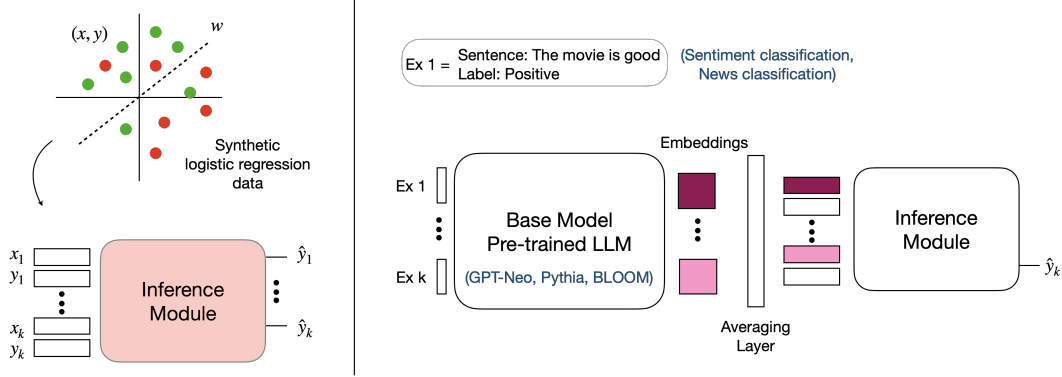 (x, y)
w
Synthetic
logistic regression
data
x₁
y₁
xₖ
yₖ
Inference
Module
ŷ₁
ŷₖ
Ex 1 =
Sentence: The movie is good
Label: Positive
(Sentiment classification,
News classification)
Ex 1
Ex k
Base Model
Pre-trained LLM
(GPT-Neo, Pythia, BLOOM)
Embeddings
Averaging
Layer
Inference
Module
ŷₖ